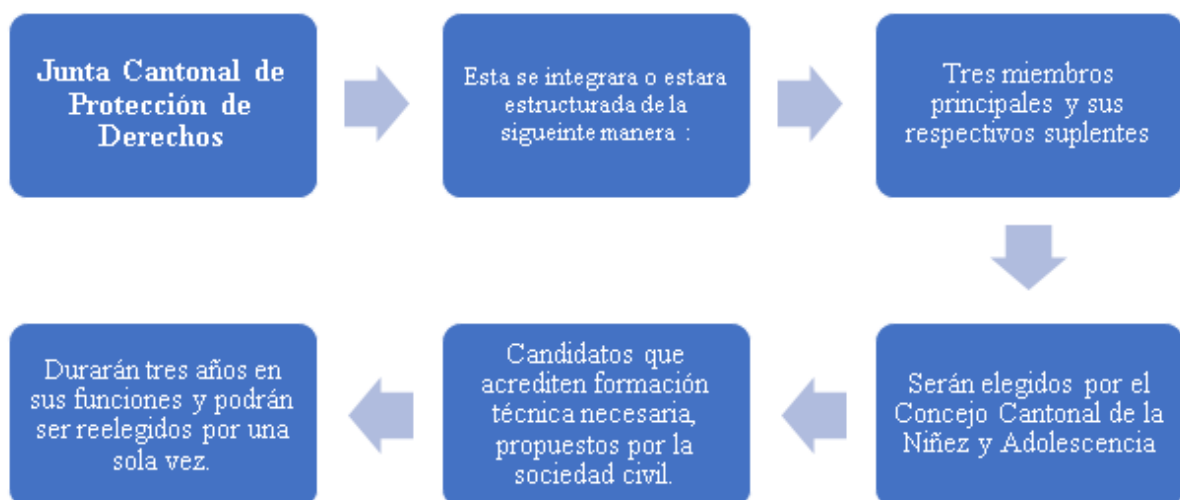 Junta Cantonal de
Protección de
Derechos
Esta se integrara o estara
estructurada de la
sigueinte manera :
Tres miembros
principales y sus
respectivos suplentes
Serán elegidos por el
Concejo Cantonal de la
Niñez y Adolescencia
Candidatos que
acrediten formación
técnica necesaria,
propuestos por la
sociedad civil.
Durarán tres años en
sus funciones y podrán
ser reelegidos por una
sola vez.